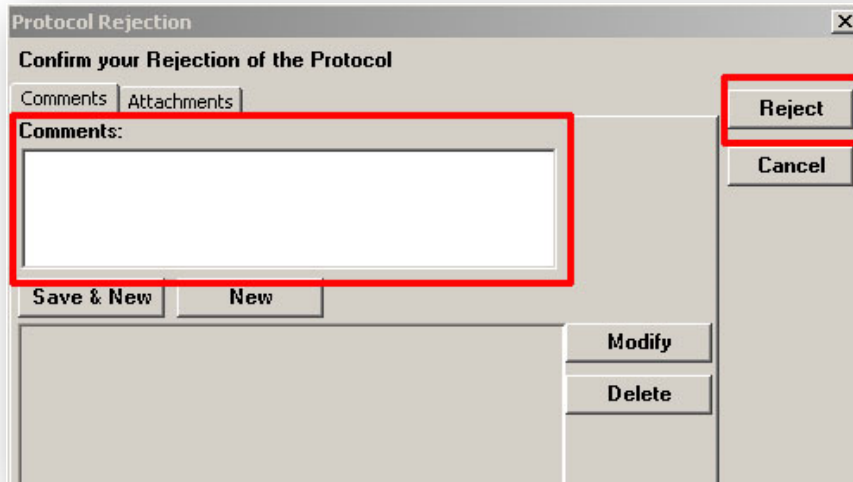 Protocol Rejection
Confirm your Rejection of the Protocol
Comments Attachments
Reject
Comments:
Cancel
Save & New New
Modify
Delete